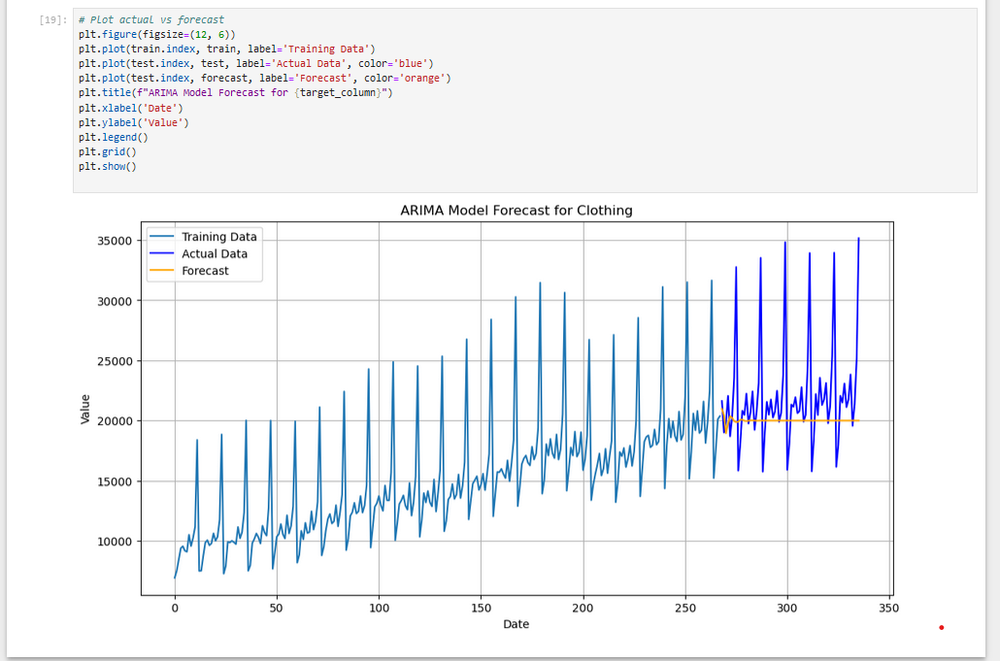 [19]: # Plot actual vs forecast
plt.figure(figsize=(12, 6))
plt.plot(train.index, train, label='Training Data')
plt.plot(test.index, test, label='Actual Data', color='blue')
plt.plot(test.index, forecast, label='Forecast', color='orange')
plt.title(f"ARIMA Model Forecast for {target_column}")
plt.xlabel('Date')
plt.ylabel('Value')
plt.legend()
plt.grid()
plt.show()
ARIMA Model Forecast for Clothing
Training Data
Actual Data
Forecast
35000
30000
25000
20000
15000
10000
Value
0 50 100 150 200 250 300 350
Date